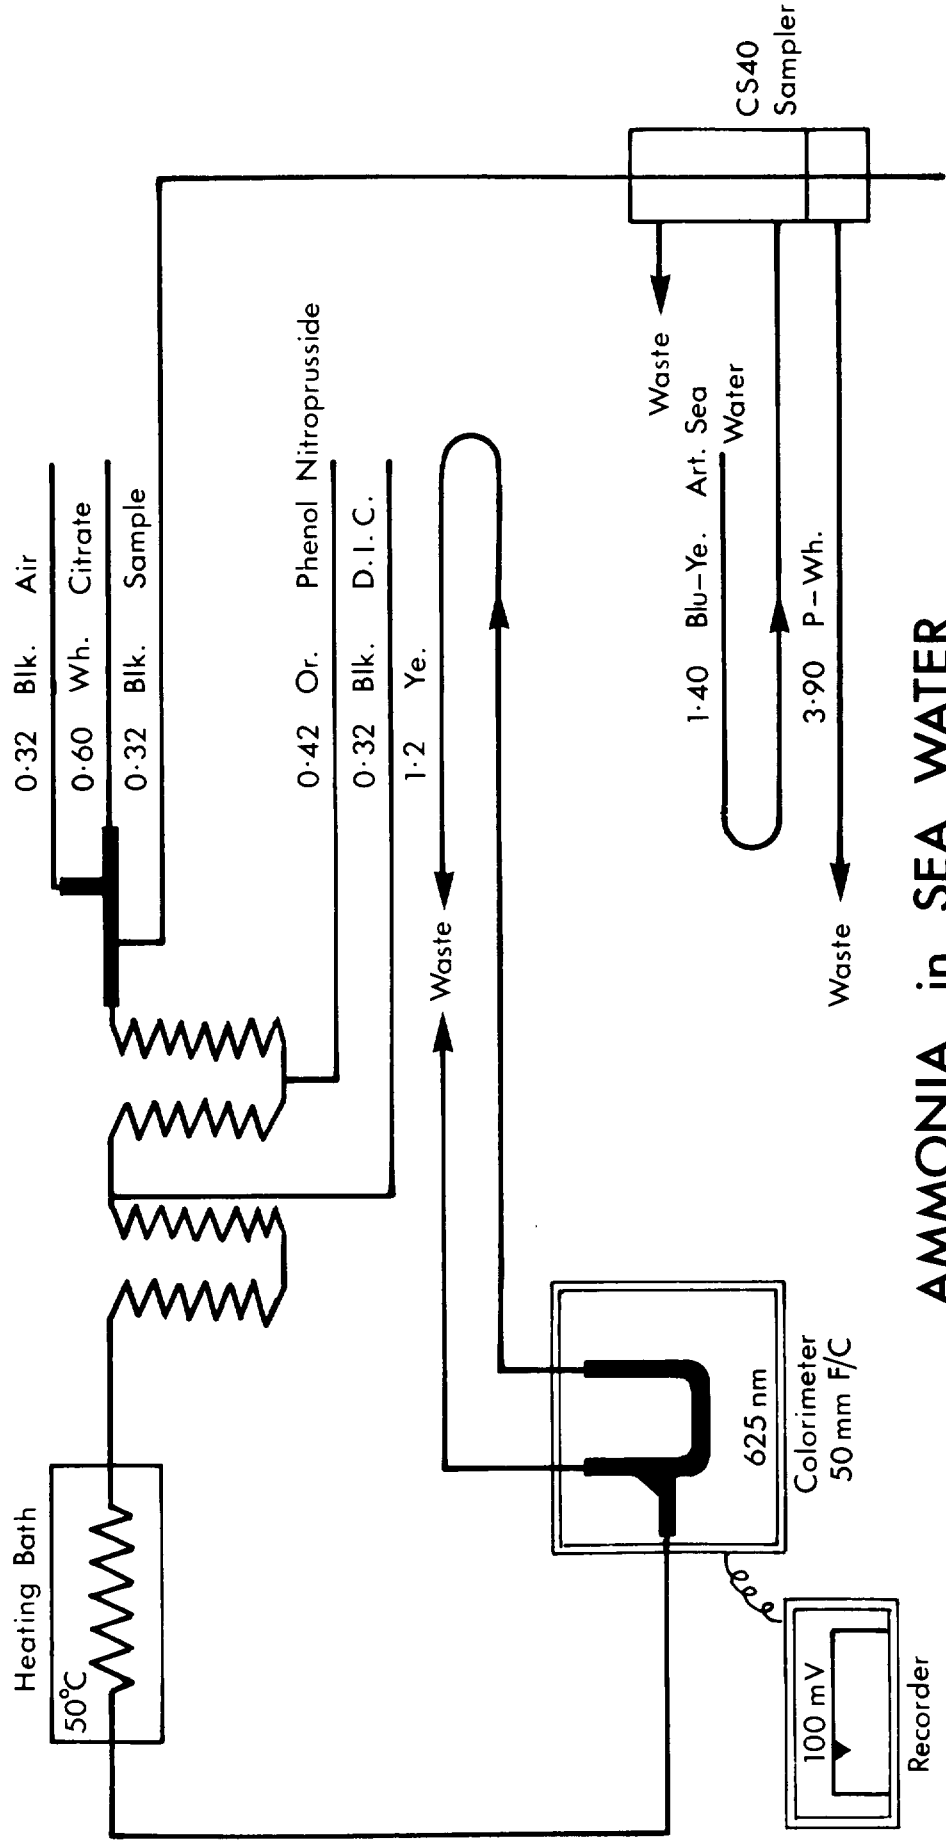 Heating Bath
50°C
0·32 Blk. Air
0·60 Wh. Citrate
0·32 Blk. Sample
0·42 Or. Phenol Nitroprusside
0·32 Blk. D.I.C.
1·2 Ye.
Waste
Waste
1·40 Blu-Ye. Art. Sea
Water
3·90 P-Wh.
Waste
CS40
Sampler
625 nm
Colorimeter
50 mm F/C
100 mV
Recorder
AMMONIA in SEA WATER